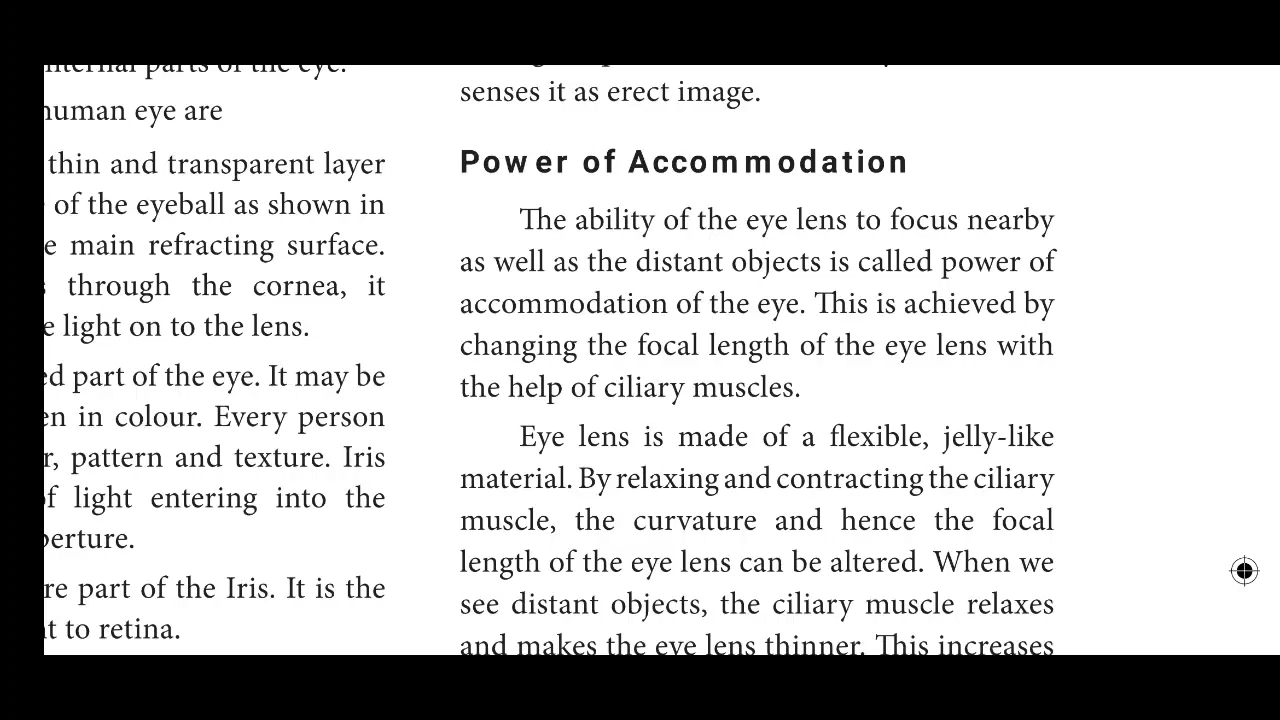 internal parts of the eye.
human eye are
thin and transparent layer
of the eyeball as shown in
main refracting surface.
through the cornea, it
light on to the lens.
part of the eye. It may be
in colour. Every person
pattern and texture. Iris
of light entering into the
part of the Iris. It is the
to retina.
senses it as erect image.
Power of Accommodation
The ability of the eye lens to focus nearby
as well as the distant objects is called power of
accommodation of the eye. This is achieved by
changing the focal length of the eye lens with
the help of ciliary muscles.
Eye lens is made of a flexible, jelly-like
material. By relaxing and contracting the ciliary
muscle, the curvature and hence the focal
length of the eye lens can be altered. When we
see distant objects, the ciliary muscle relaxes
and makes the eye lens thinner. This increases